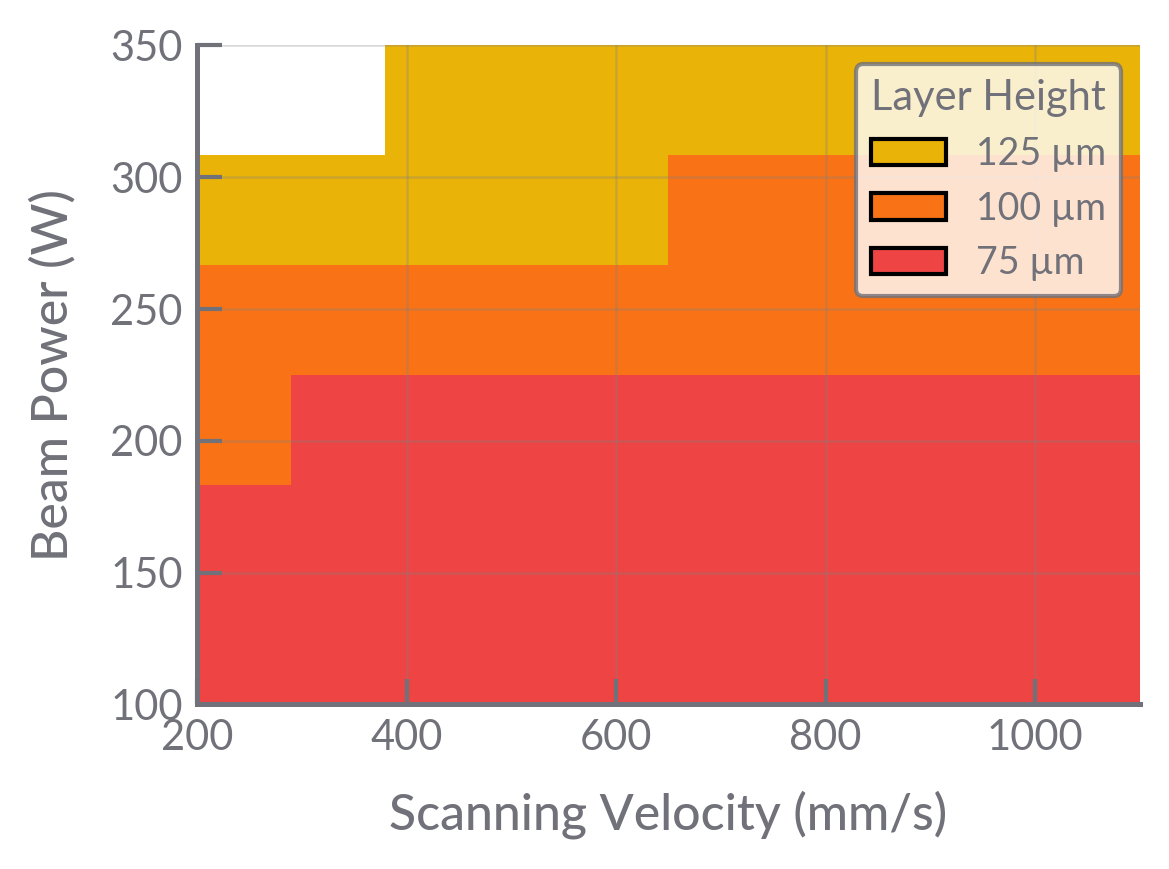 350
300
250
200
150
100
Beam Power (W)
200 400 600 800 1000
Scanning Velocity (mm/s)
Layer Height
125 µm
100 µm
75 µm